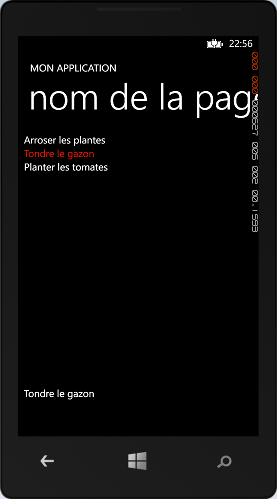 22:56
MON APPLICATION
nom de la pag
Arroser les plantes
Tondre le gazon
Planter les tomates
Tondre le gazon